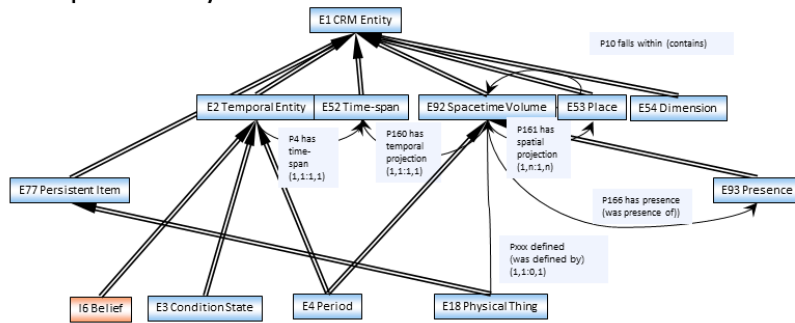 E1 CRM Entity
P10 falls within (contains)
E2 Temporal Entity
E52 Time-span
E92 Spacetime Volume
E53 Place
E54 Dimension
P4 has
time-
span
(1,1:1,1)
P160 has
temporal
projection
(1,1:1,1)
P161 has
spatial
projection
(1,n:1,n)
E77 Persistent Item
E93 Presence
P166 has presence
(was presence of))
Pxxx defined
(was defined by)
(1,1:0,1)
I6 Belief
E3 Condition State
E4 Period
E18 Physical Thing